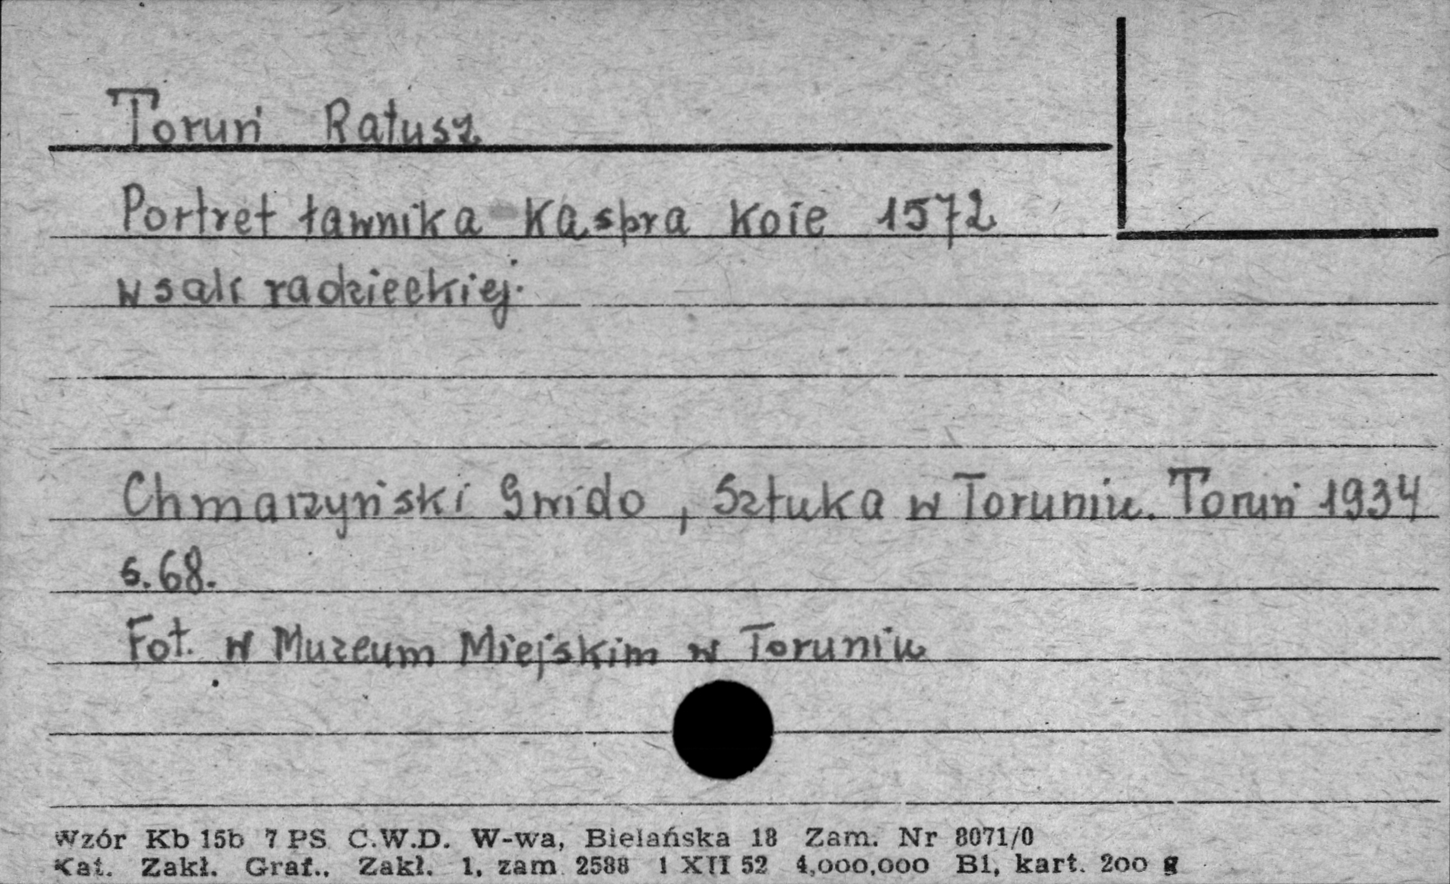 Toruń Ratusz
Portret ławnika Kaspra Koie 1572
w sali radzieckiej.
Chmarzyński Gwido, Sztuka w Toruniu. Toruń 1934
s.68.
Fot. w Muzeum Miejskim w Toruniu
Wzór Kb 15b 7 PS C.W.D. W-wa, Bielańska 18 Zam. Nr 8071/0
Kat. Zakł. Graf., Zakł. 1, zam. 2588 1 XII 52 4,000,000 B1, kart. 200 g